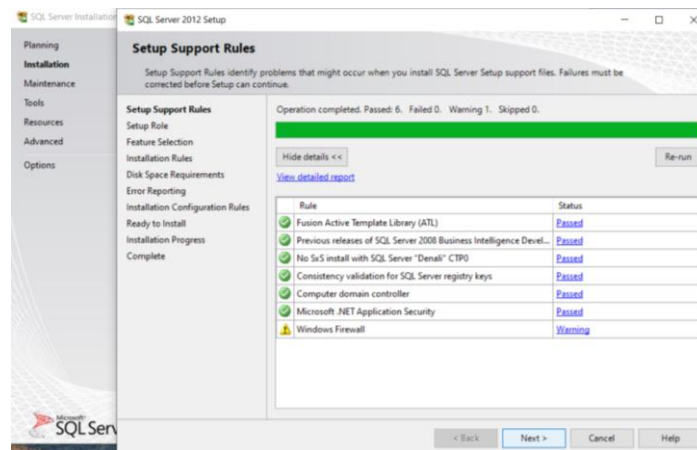 SQL Server Installation
Planning
Installation
Maintenance
Tools
Resources
Advanced
Options
Microsoft
SQL Serv
SQL Server 2012 Setup
Setup Support Rules
Setup Support Rules identify problems that might occur when you install SQL Server Setup support files. Failures must be
corrected before Setup can continue.
Setup Support Rules
Setup Role
Feature Selection
Installation Rules
Disk Space Requirements
Error Reporting
Installation Configuration Rules
Ready to Install
Installation Progress
Complete
Operation completed. Passed: 6. Failed 0. Warning 1. Skipped 0.
Hide details <<
Re-run
View detailed report
Rule Status
Fusion Active Template Library (ATL) Passed
Previous releases of SQL Server 2008 Business Intelligence Devel... Passed
No SxS install with SQL Server "Denali" CTP0 Passed
Consistency validation for SQL Server registry keys Passed
Computer domain controller Passed
Microsoft .NET Application Security Passed
Windows Firewall Warning
< Back Next > Cancel Help